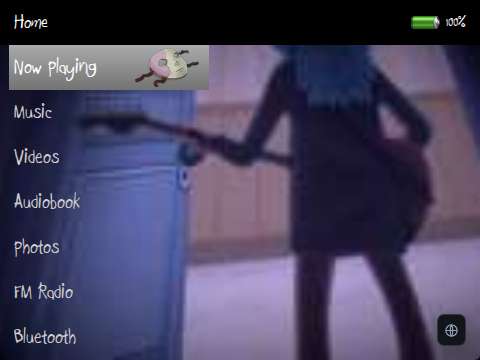 Home
100%
Now Playing
Music
Videos
Audiobook
Photos
FM Radio
Bluetooth